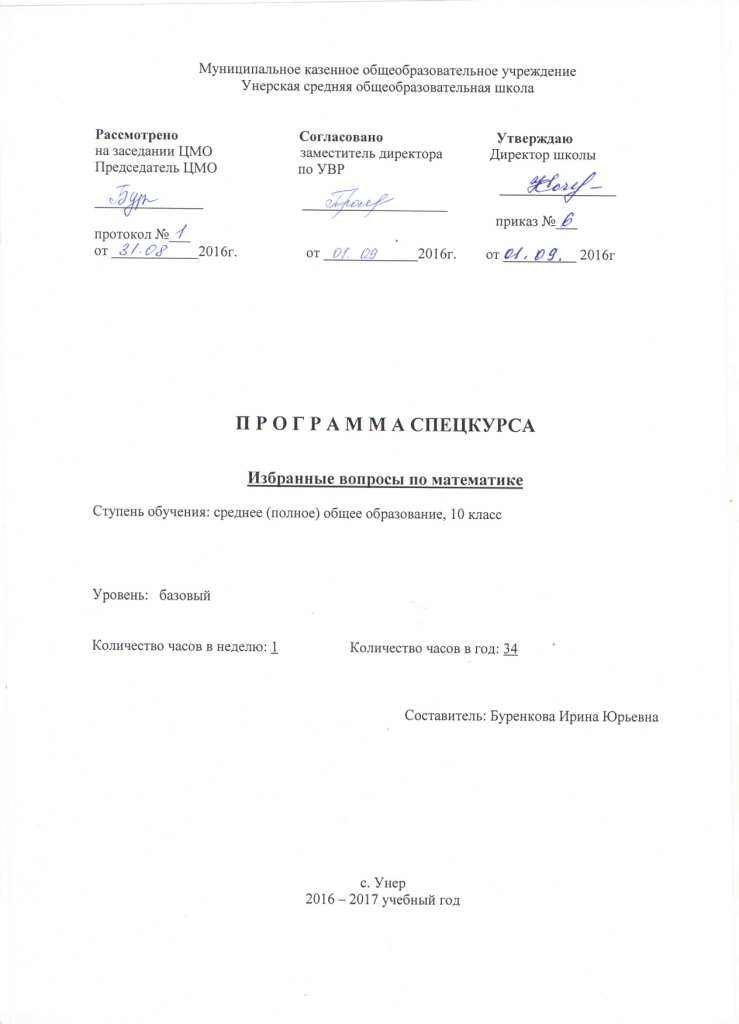 Муниципальное казенное общеобразовательное учреждение
Унерская средняя общеобразовательная школа
Рассмотрено
на заседании ЦМО
Председатель ЦМО
протокол № 1
от 31.08 2016г.
Согласовано
заместитель директора
по УВР
от 01.09 2016г.
Утверждаю
Директор школы
приказ № 6
от 01.09. 2016г
П Р О Г Р А М М А СПЕЦКУРСА
Избранные вопросы по математике
Ступень обучения: среднее (полное) общее образование, 10 класс
Уровень: базовый
Количество часов в неделю: 1 Количество часов в год: 34
Составитель: Буренкова Ирина Юрьевна
с. Унер
2016 – 2017 учебный год